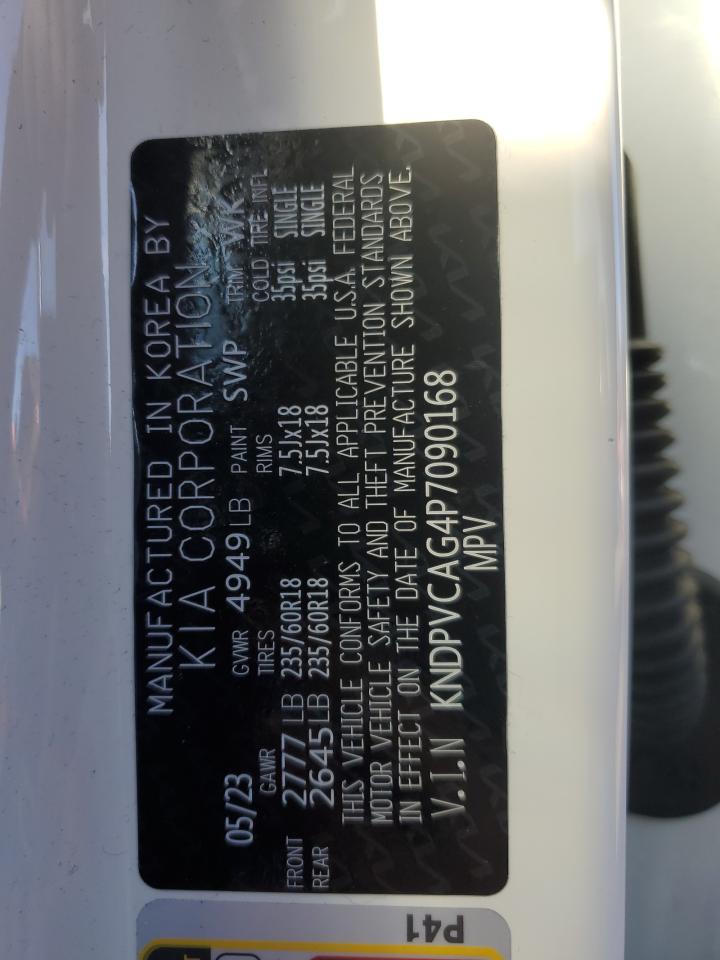 MANUFACTURED IN KOREA BY
KIA CORPORATION
05/23 GVWR 4949 LB PAINT SWP TRIM WK
GAWR TIRES RIMS COLD TIRE INFL
FRONT 2777 LB 235/60R18 7.5Jx18 35psi SINGLE
REAR 2645 LB 235/60R18 7.5Jx18 35psi SINGLE
THIS VEHICLE CONFORMS TO ALL APPLICABLE U.S.A. FEDERAL
MOTOR VEHICLE SAFETY AND THEFT PREVENTION STANDARDS
IN EFFECT ON THE DATE OF MANUFACTURE SHOWN ABOVE.
V.I.N KNDPVCAG4P7090168
MPV
P41